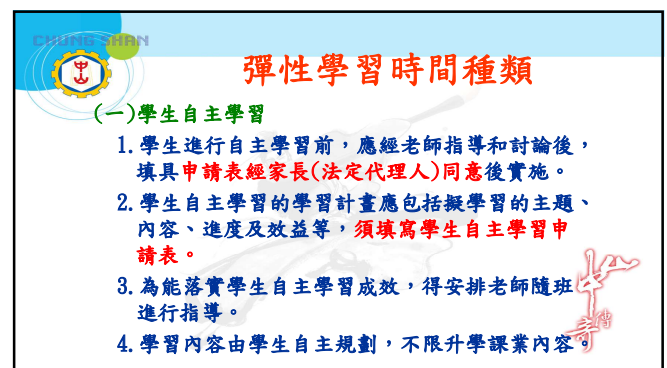 CHUNG SHAN
彈性學習時間種類
(一)學生自主學習
1.學生進行自主學習前，應經老師指導和討論後，
填具申請表經家長(法定代理人)同意後實施。
2.學生自主學習的學習計畫應包括擬學習的主題、
內容、進度及效益等，須填寫學生自主學習申
請表。
3.為能落實學生自主學習成效，得安排老師隨班
進行指導。
4.學習內容由學生自主規劃，不限升學課業內容。